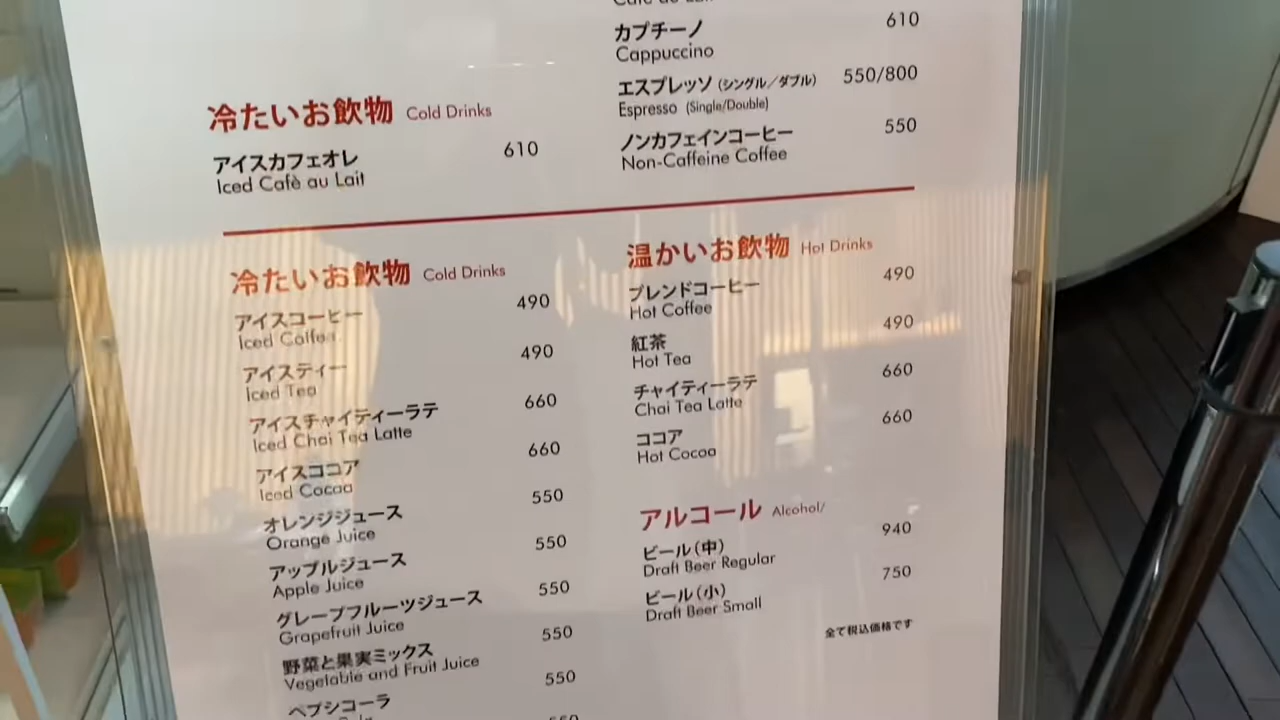 カプチーノ 610
Cappuccino
エスプレッソ (シングル/ダブル) 550/800
Espresso (Single/Double)
ノンカフェインコーヒー 550
Non-Caffeine Coffee
冷たいお飲物 Cold Drinks
アイスカフェオレ 610
Iced Cafè au Lait
冷たいお飲物 Cold Drinks
アイスコーヒー 490
Iced Coffee
アイスティー 490
Iced Tea
アイスチャイティーラテ 660
Iced Chai Tea Latte
アイスココア 660
Iced Cocoa
オレンジジュース 550
Orange Juice
アップルジュース 550
Apple Juice
グレープフルーツジュース 550
Grapefruit Juice
野菜と果実ミックス 550
Vegetable and Fruit Juice
ペプシコーラ 550
温かいお飲物 Hot Drinks
ブレンドコーヒー 490
Hot Coffee
紅茶 490
Hot Tea
チャイティーラテ 660
Chai Tea Latte
ココア 660
Hot Cocoa
アルコール Alcohol/
ビール(中) 940
Draft Beer Regular
ビール(小) 750
Draft Beer Small
全て税込価格です